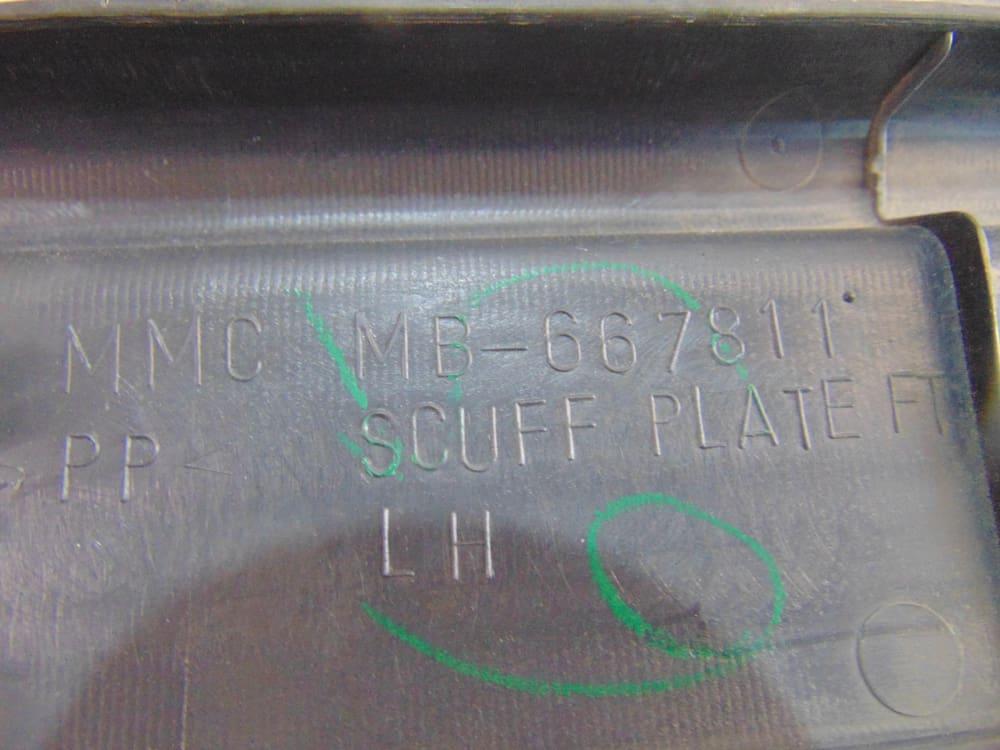 MMC MB-667811
>PP< SCUFF PLATE FT
LH